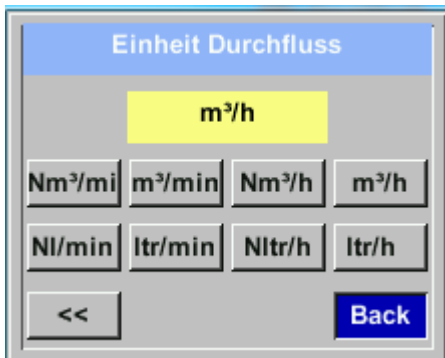 Einheit Durchfluss
m³/h
Nm³/mi m³/min Nm³/h m³/h
Nl/min ltr/min Nltr/h ltr/h
<< Back